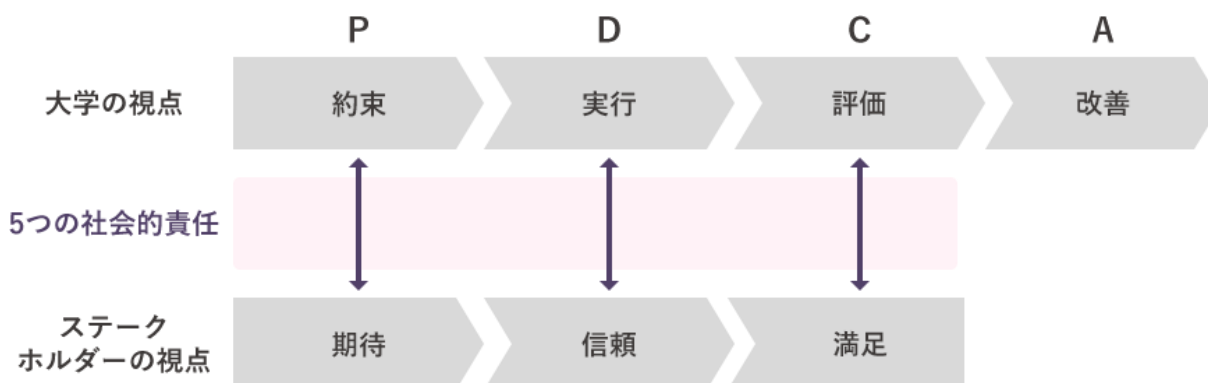 P
D
C
A
大学の視点
約束
実行
評価
改善
5つの社会的責任
ステーク
ホルダーの視点
期待
信頼
満足